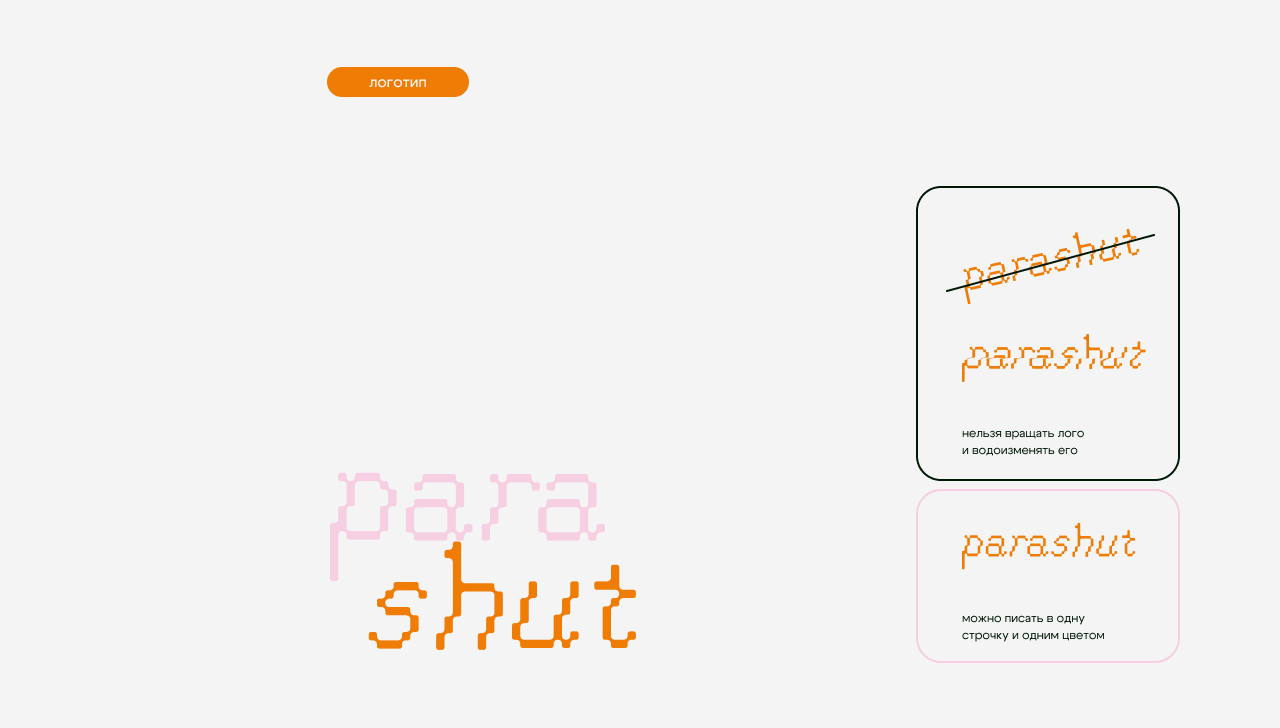 логотип
para
shut
parashut
parashut
нельзя вращать лого
и водоизменять его
parashut
можно писать в одну
строчку и одним цветом